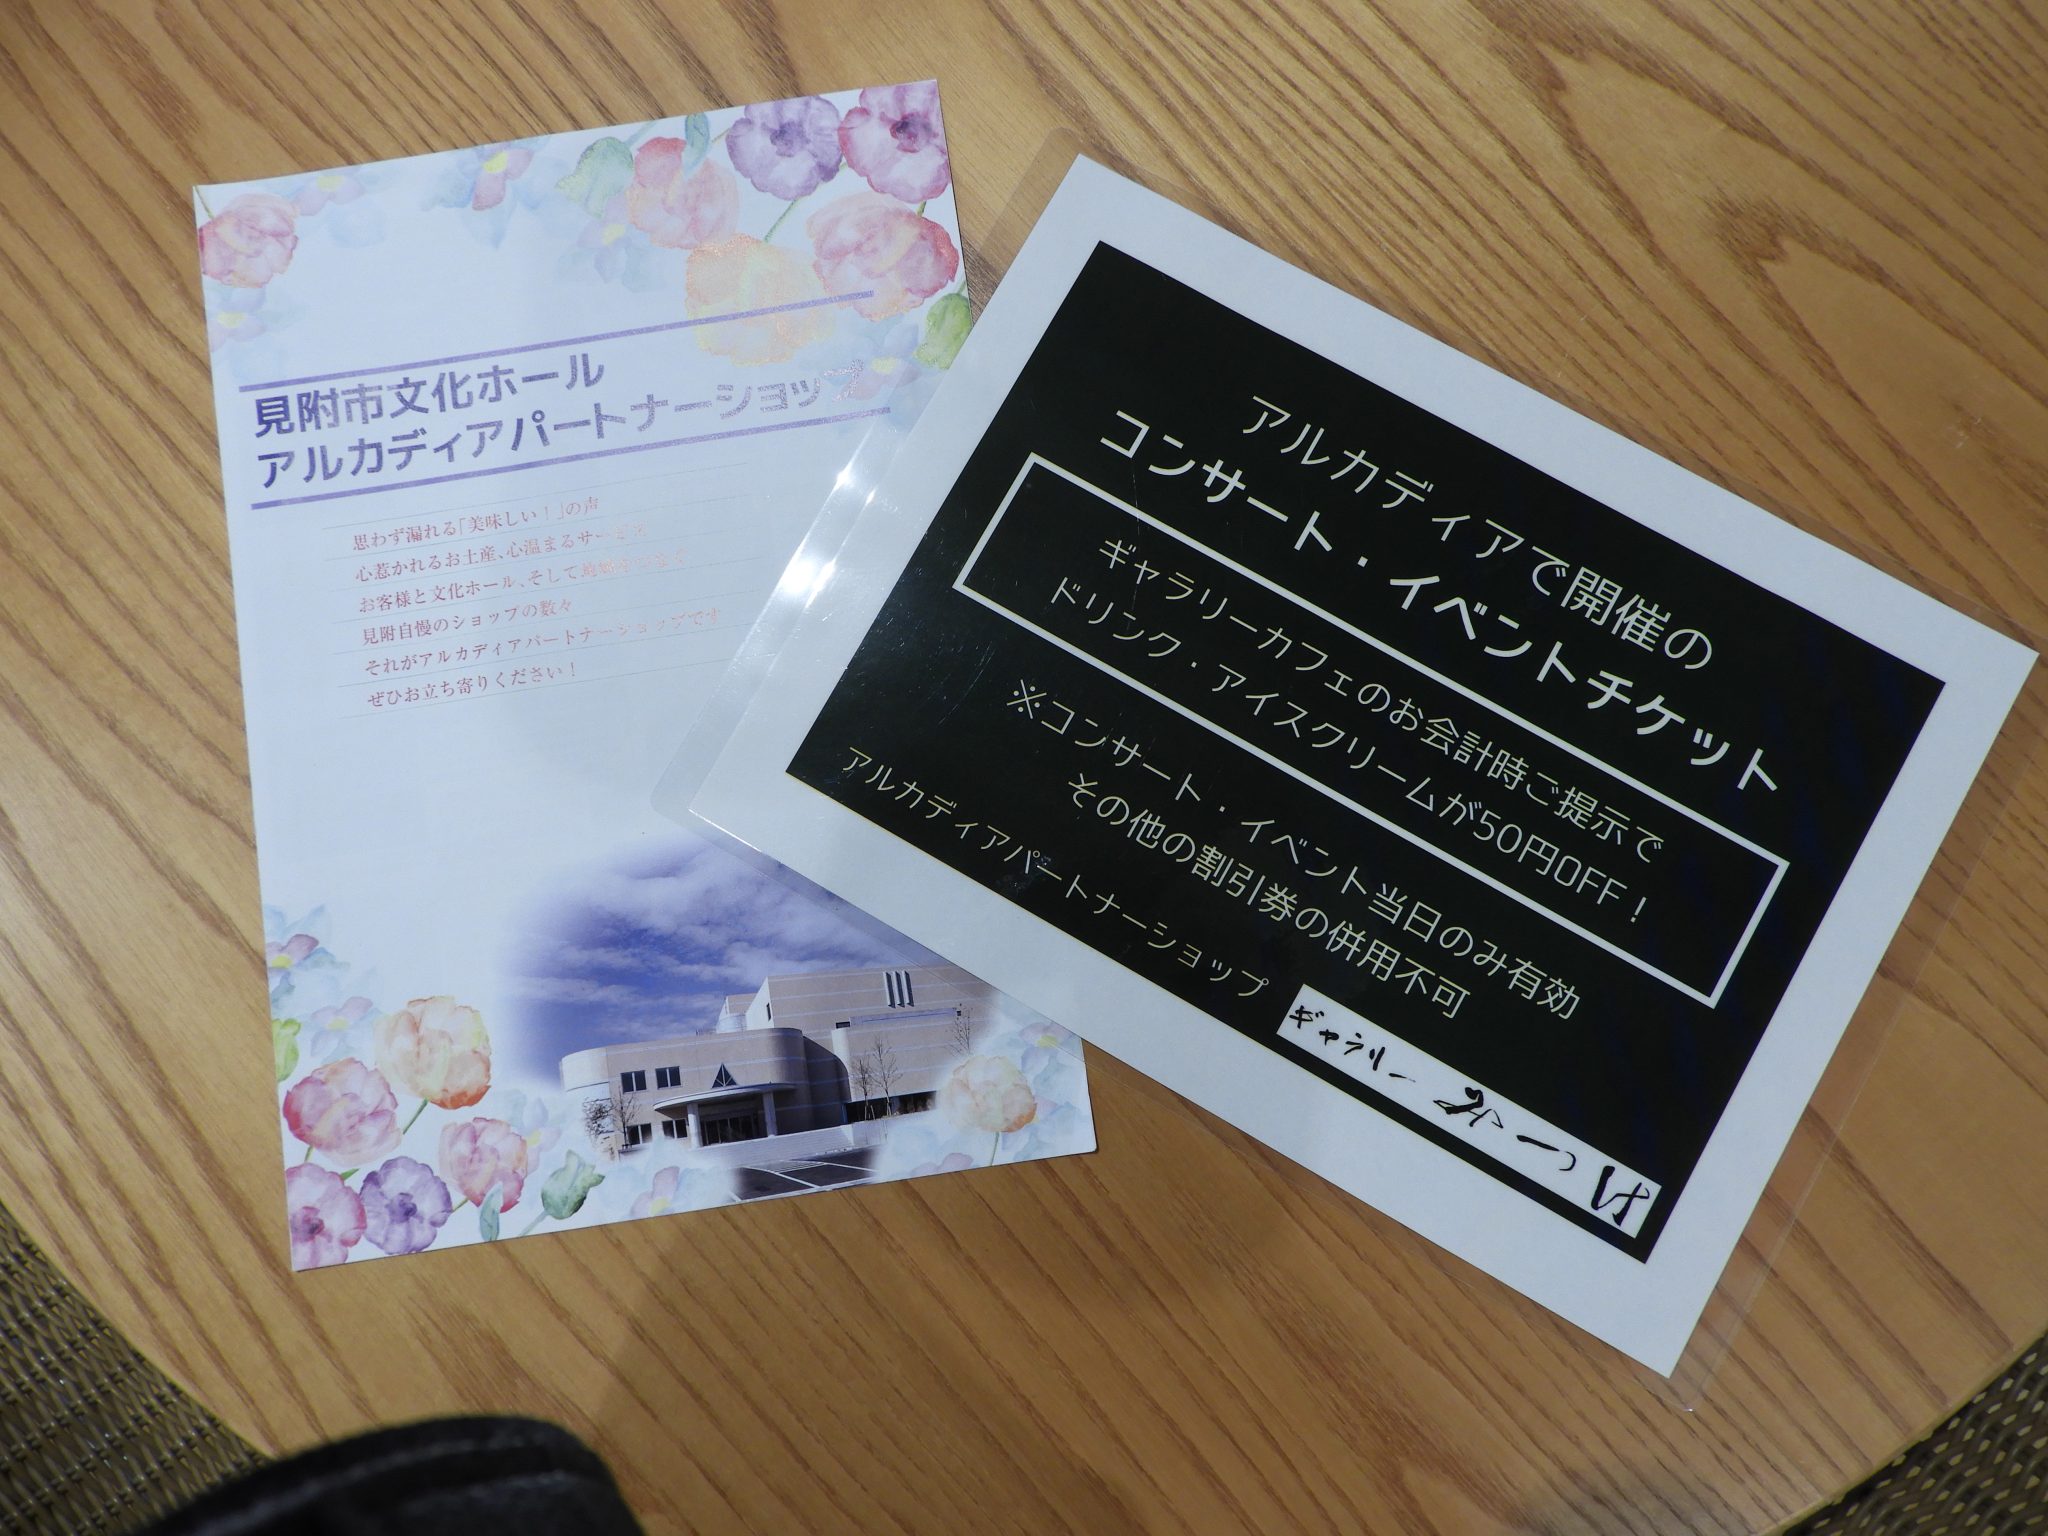 見附市文化ホール
アルカディアパートナーショップ
思わず漏れる「美味しい！」の声
心惹かれるお土産、心温まるサービス
お客様と文化ホール、そして地域をつなぐ
見附自慢のショップの数々
それがアルカディアパートナーショップです
ぜひお立ち寄りください！
アルカディアで開催の
コンサート・イベントチケット
ギャラリーカフェのお会計時ご提示で
ドリンク・アイスクリームが50円OFF！
※コンサート・イベント当日のみ有効
その他の割引券の併用不可
アルカディアパートナーショップ
ギャラリーみつけ